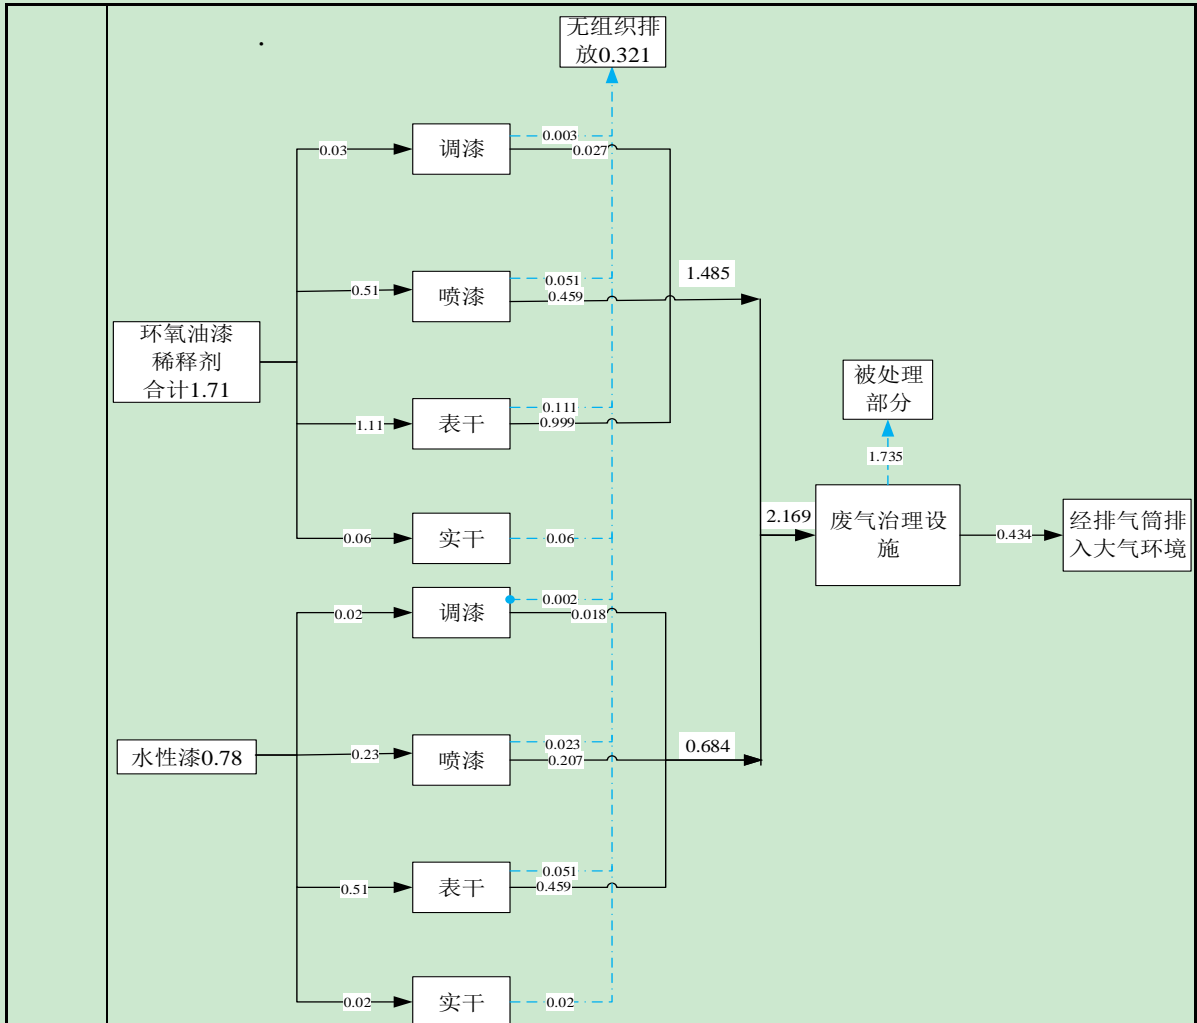 无组织排
放0.321
调漆
0.03
0.003
0.027
喷漆
0.51
0.051
0.459
1.485
环氧油漆
稀释剂
合计1.71
表干
1.11
0.111
0.999
被处理
部分
1.735
实干
0.06
0.06
2.169
废气治理设
施
0.434
经排气筒排
入大气环境
调漆
0.02
0.002
0.018
水性漆0.78
喷漆
0.23
0.023
0.207
0.684
表干
0.51
0.051
0.459
实干
0.02
0.02